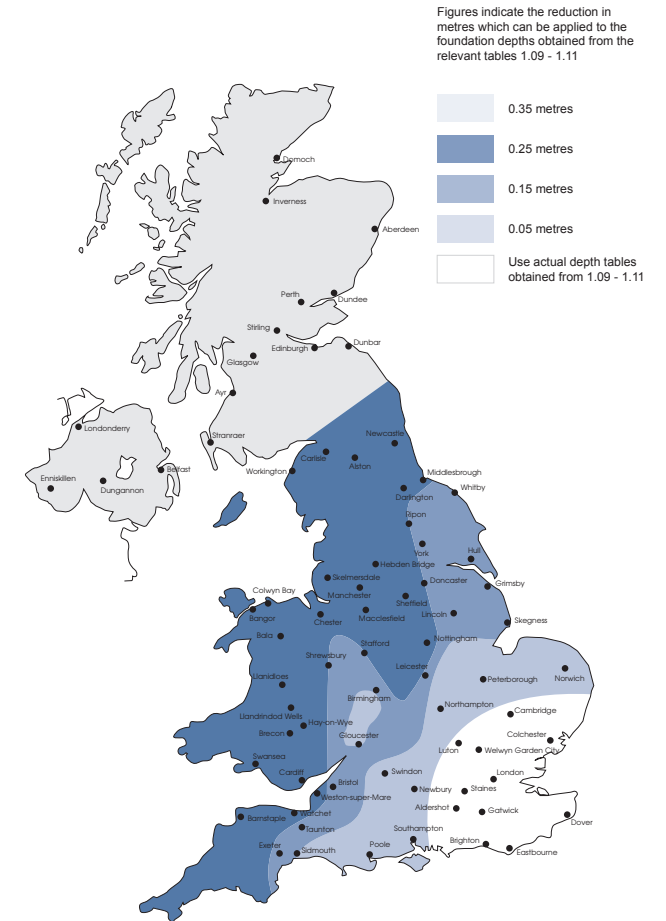 Figures indicate the reduction in
metres which can be applied to the
foundation depths obtained from the
relevant tables 1.09 - 1.11
0.35 metres
0.25 metres
0.15 metres
0.05 metres
Use actual depth tables
obtained from 1.09 - 1.11
Dornoch
Inverness
Aberdeen
Perth
Dundee
Stirling
Edinburgh
Dunbar
Glasgow
Ayr
Stranraer
Londonderry
Belfast
Enniskillen
Dungannon
Newcastle
Carlisle
Alston
Workington
Middlesbrough
Darlington
Whitby
Ripon
York
Hull
Hebden Bridge
Skelmersdale
Doncaster
Grimsby
Manchester
Sheffield
Colwyn Bay
Bangor
Chester
Macclesfield
Lincoln
Skegness
Bala
Stafford
Nottingham
Shrewsbury
Leicester
Norwich
Llanidloes
Peterborough
Birmingham
Northampton
Cambridge
Llandrindod Wells
Hay-on-Wye
Brecon
Gloucester
Colchester
Luton
Welwyn Garden City
Swansea
Cardiff
Swindon
London
Bristol
Newbury
Staines
Weston-super-Mare
Aldershot
Gatwick
Barnstaple
Watchet
Dover
Taunton
Southampton
Exeter
Sidmouth
Poole
Brighton
Eastbourne